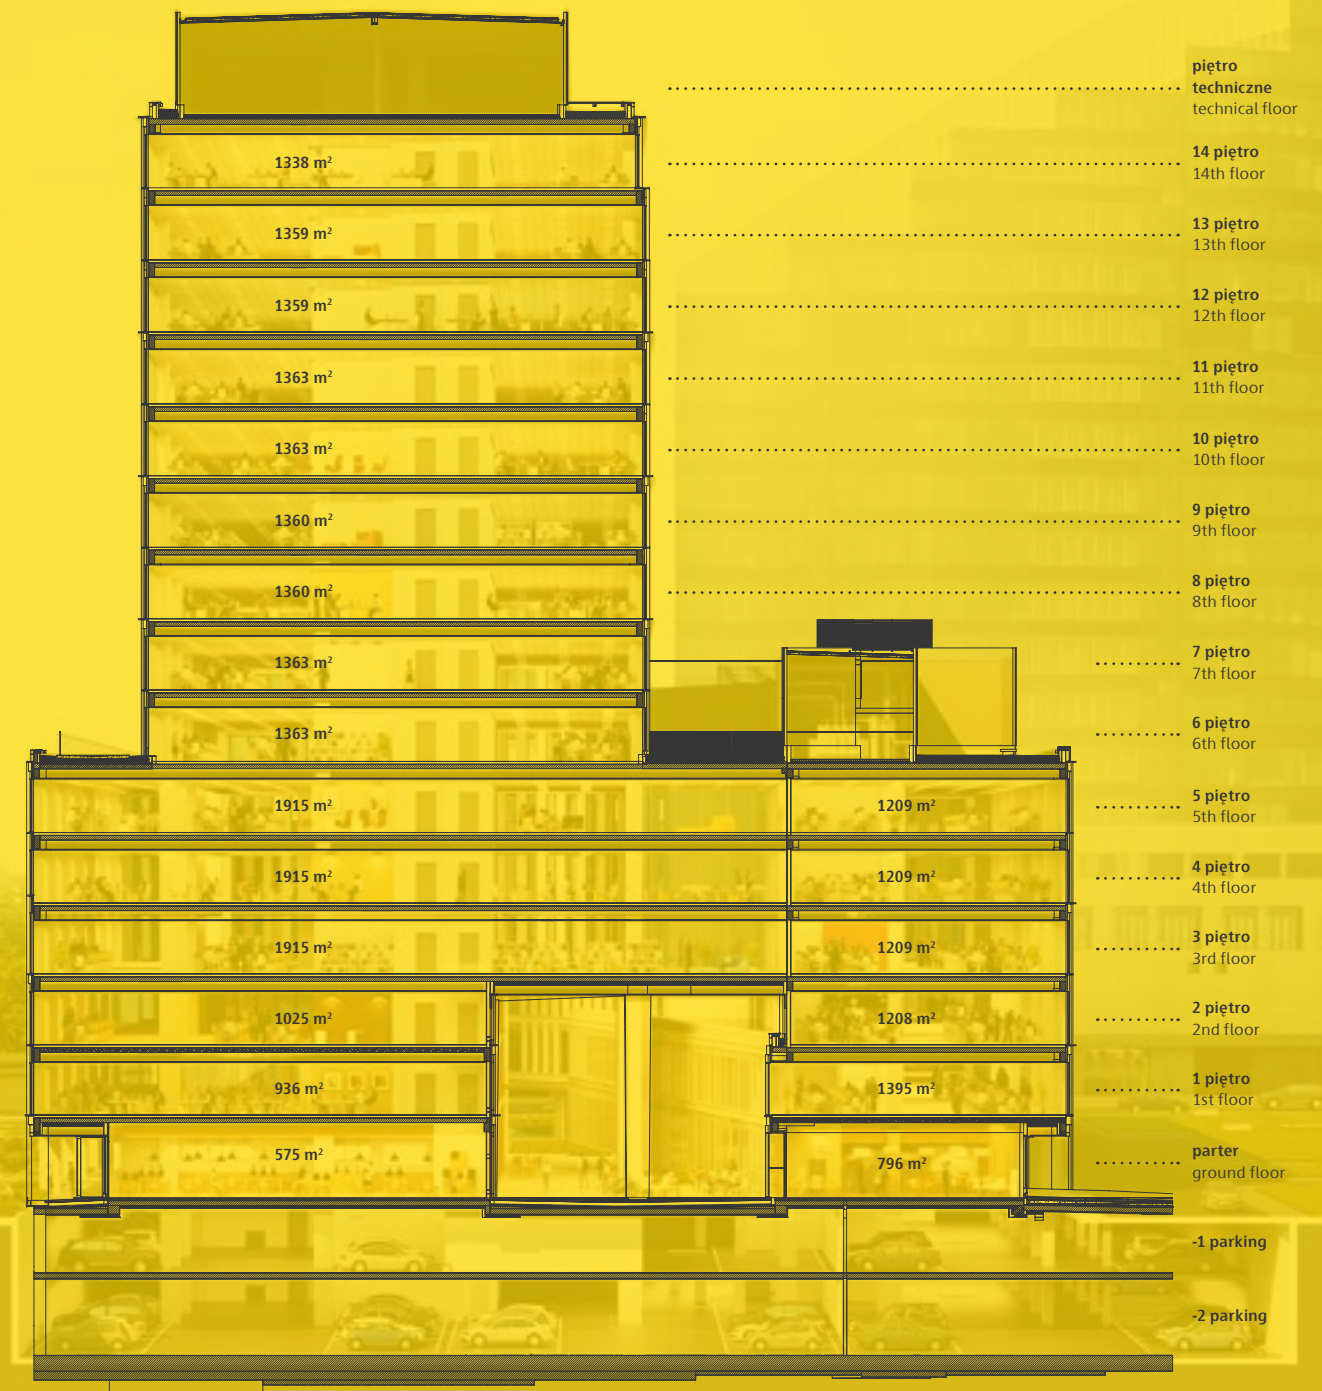 piętro
techniczne
technical floor
1338 m²
14 piętro
14th floor
1359 m²
13 piętro
13th floor
1359 m²
12 piętro
12th floor
1363 m²
11 piętro
11th floor
1363 m²
10 piętro
10th floor
1360 m²
9 piętro
9th floor
1360 m²
8 piętro
8th floor
1363 m²
7 piętro
7th floor
1363 m²
6 piętro
6th floor
1915 m²
1209 m²
5 piętro
5th floor
1915 m²
1209 m²
4 piętro
4th floor
1915 m²
1209 m²
3 piętro
3rd floor
1025 m²
1208 m²
2 piętro
2nd floor
936 m²
1395 m²
1 piętro
1st floor
575 m²
796 m²
parter
ground floor
-1 parking
-2 parking